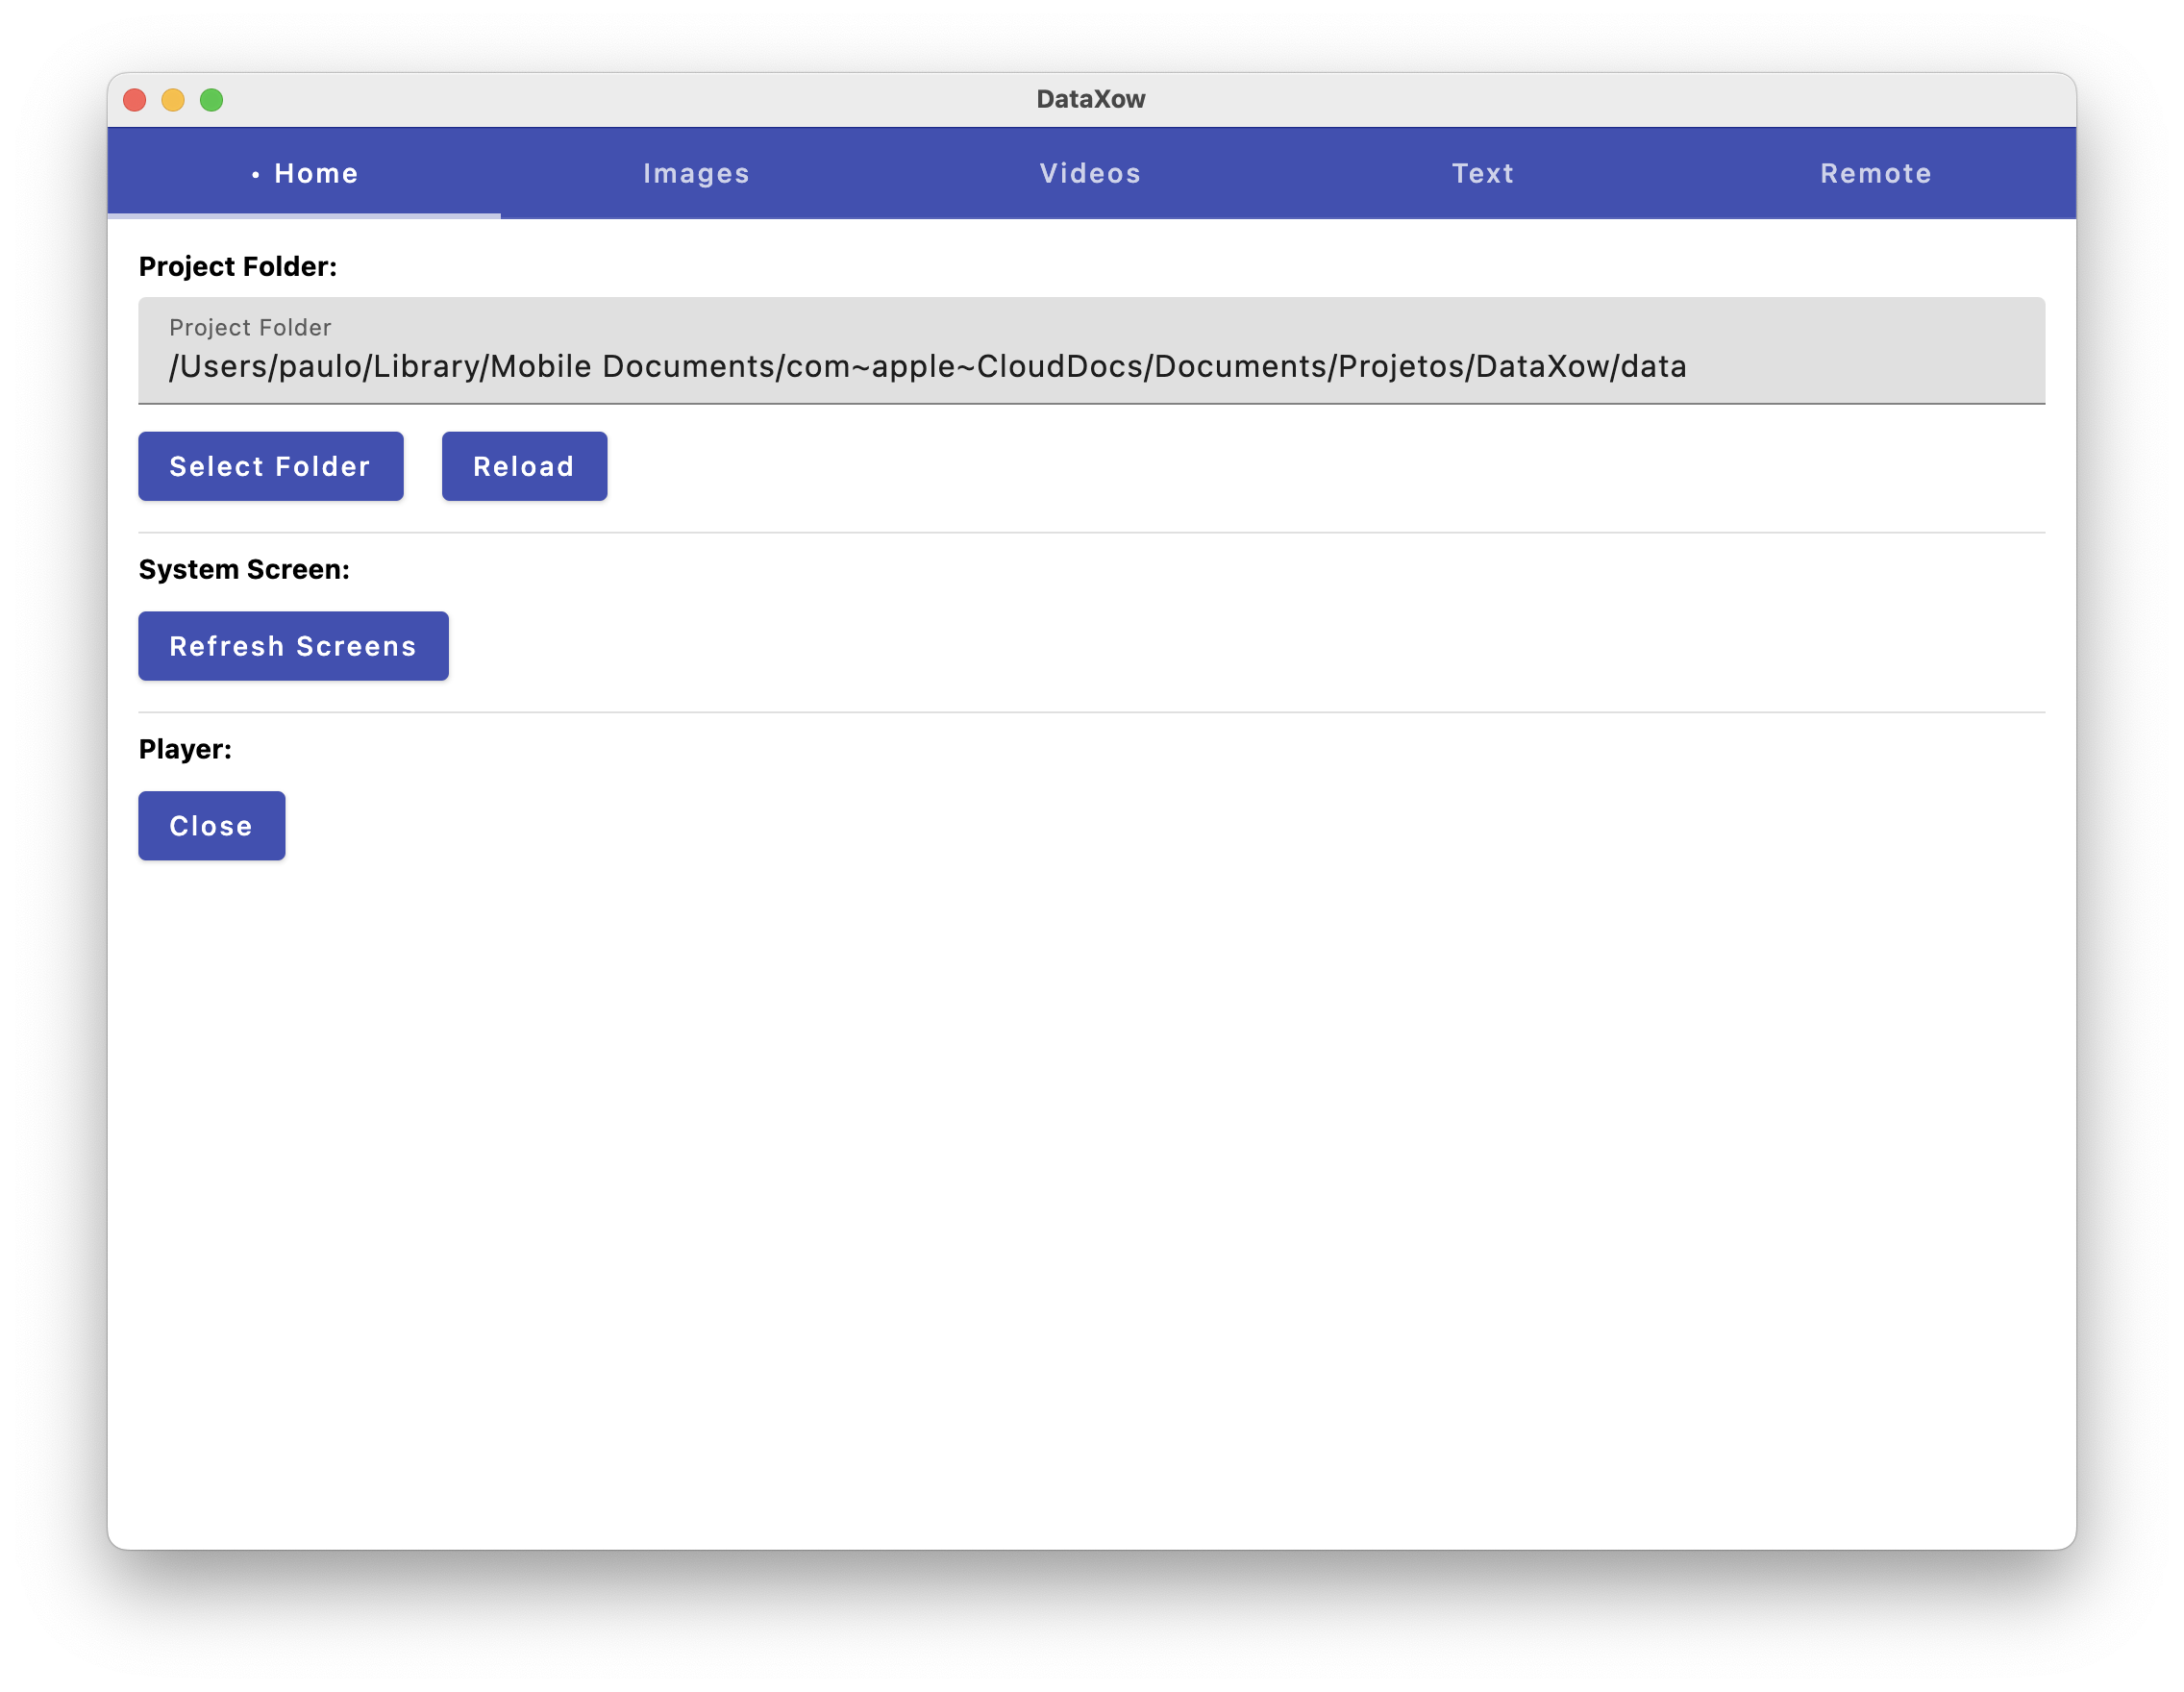 DataXow
• Home Images Videos Text Remote
Project Folder:
Project Folder
/Users/paulo/Library/Mobile Documents/com~apple~CloudDocs/Documents/Projetos/DataXow/data
Select Folder Reload
System Screen:
Refresh Screens
Player:
Close